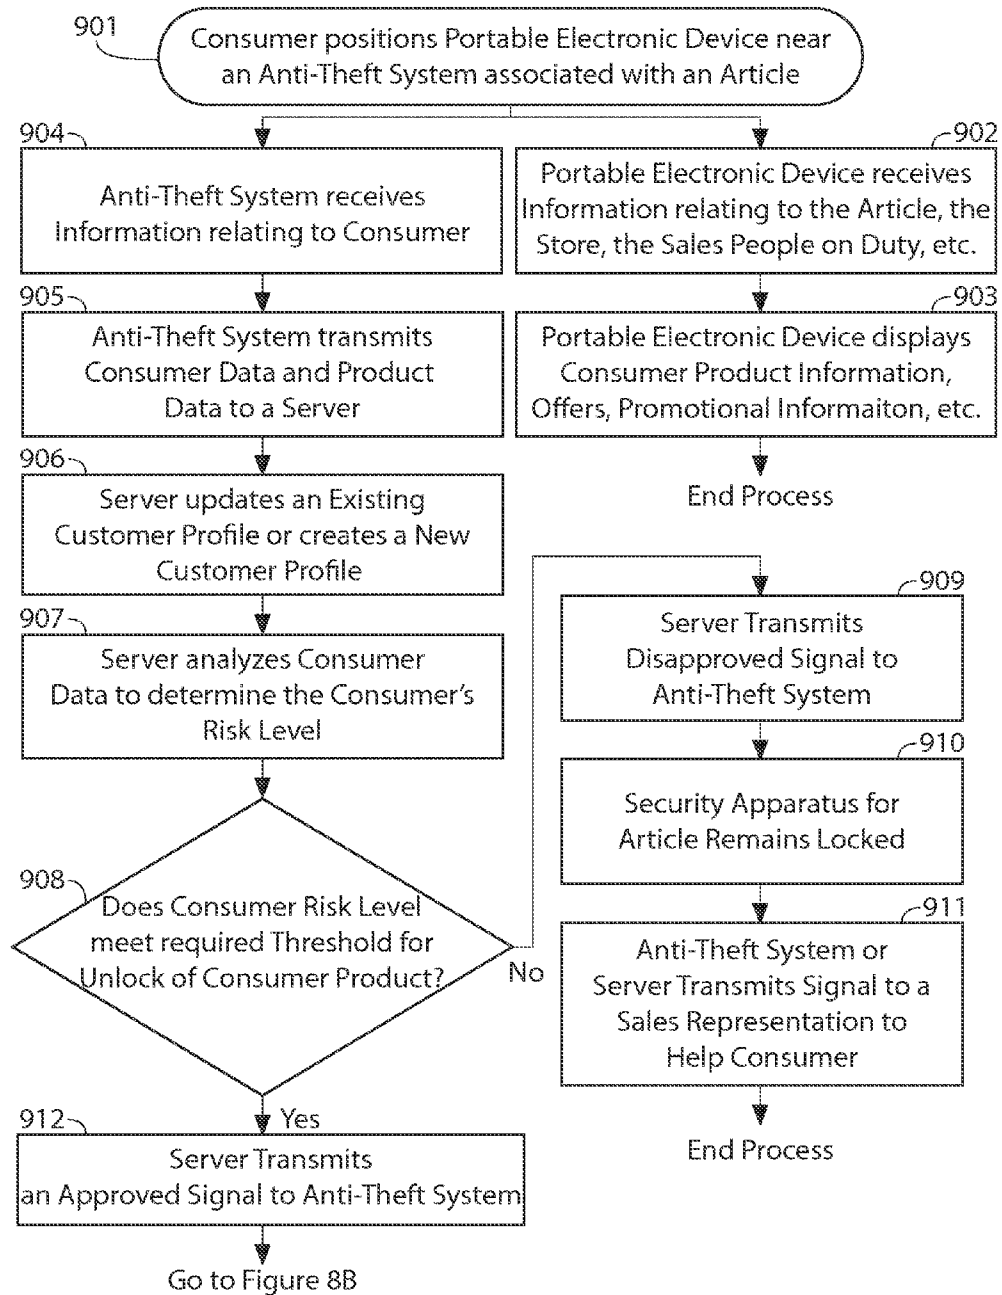 901
Consumer positions Portable Electronic Device near
an Anti-Theft System associated with an Article
904
Anti-Theft System receives
Information relating to Consumer
902
Portable Electronic Device receives
Information relating to the Article, the
Store, the Sales People on Duty, etc.
905
Anti-Theft System transmits
Consumer Data and Product
Data to a Server
903
Portable Electronic Device displays
Consumer Product Information,
Offers, Promotional Informaiton, etc.
End Process
906
Server updates an Existing
Customer Profile or creates a New
Customer Profile
907
Server analyzes Consumer
Data to determine the Consumer's
Risk Level
908
Does Consumer Risk Level
meet required Threshold for
Unlock of Consumer Product?
No
909
Server Transmits
Disapproved Signal to
Anti-Theft System
910
Security Apparatus for
Article Remains Locked
911
Anti-Theft System or
Server Transmits Signal to a
Sales Representation to
Help Consumer
End Process
Yes
912
Server Transmits
an Approved Signal to Anti-Theft System
Go to Figure 8B